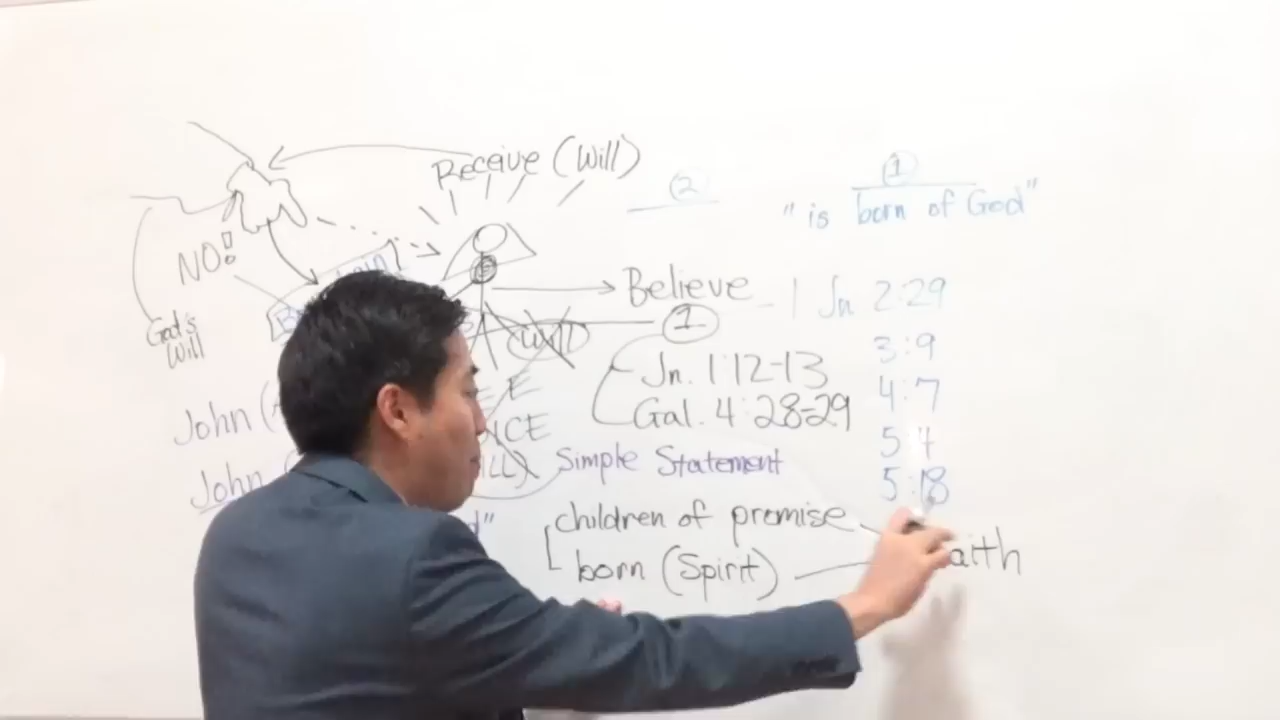 Receive (Will)
(2)
1
" is born of God"
NO!
God's Will
Believe
1 Jn 2:29
1
(Will)
3:9
Jn. 1:12-13
4:7
Gal. 4:28-29
5:4
John
Simple Statement
5:18
John
children of promise
born (Spirit)